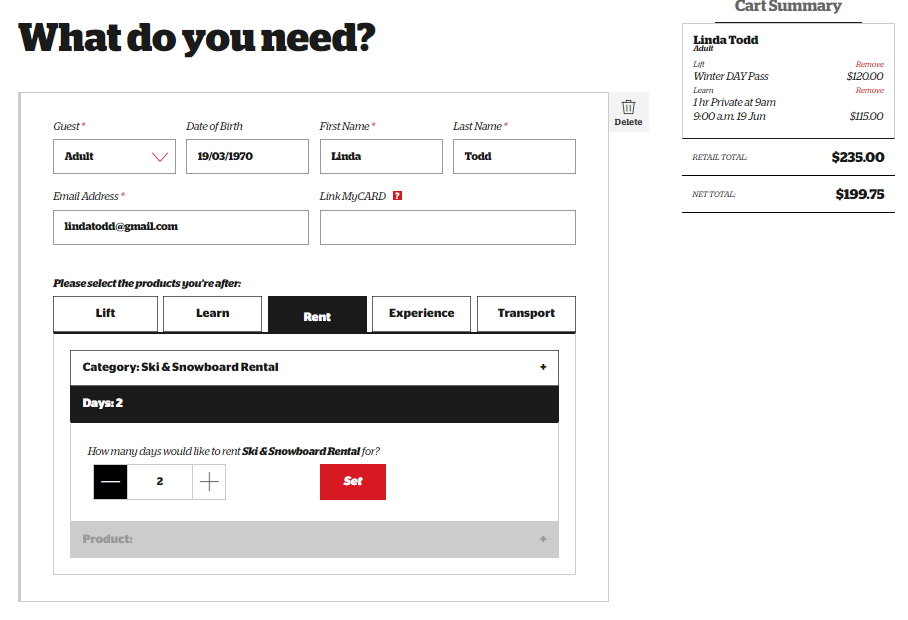 What do you need?
Guest * Date of Birth First Name * Last Name *
Adult 19/03/1970 Linda Todd
Delete
Email Address * Link MyCARD ?
lindatodd@gmail.com
Please select the products you're after:
Lift Learn Rent Experience Transport
Category: Ski & Snowboard Rental +
Days: 2
How many days would like to rent Ski & Snowboard Rental for?
2 Set
Product: +
Cart Summary
Linda Todd
Adult
Lift Remove
Winter DAY Pass $120.00
Learn Remove
1 hr Private at 9am
9:00 a.m. 19 Jun $115.00
RETAIL TOTAL: $235.00
NET TOTAL: $199.75